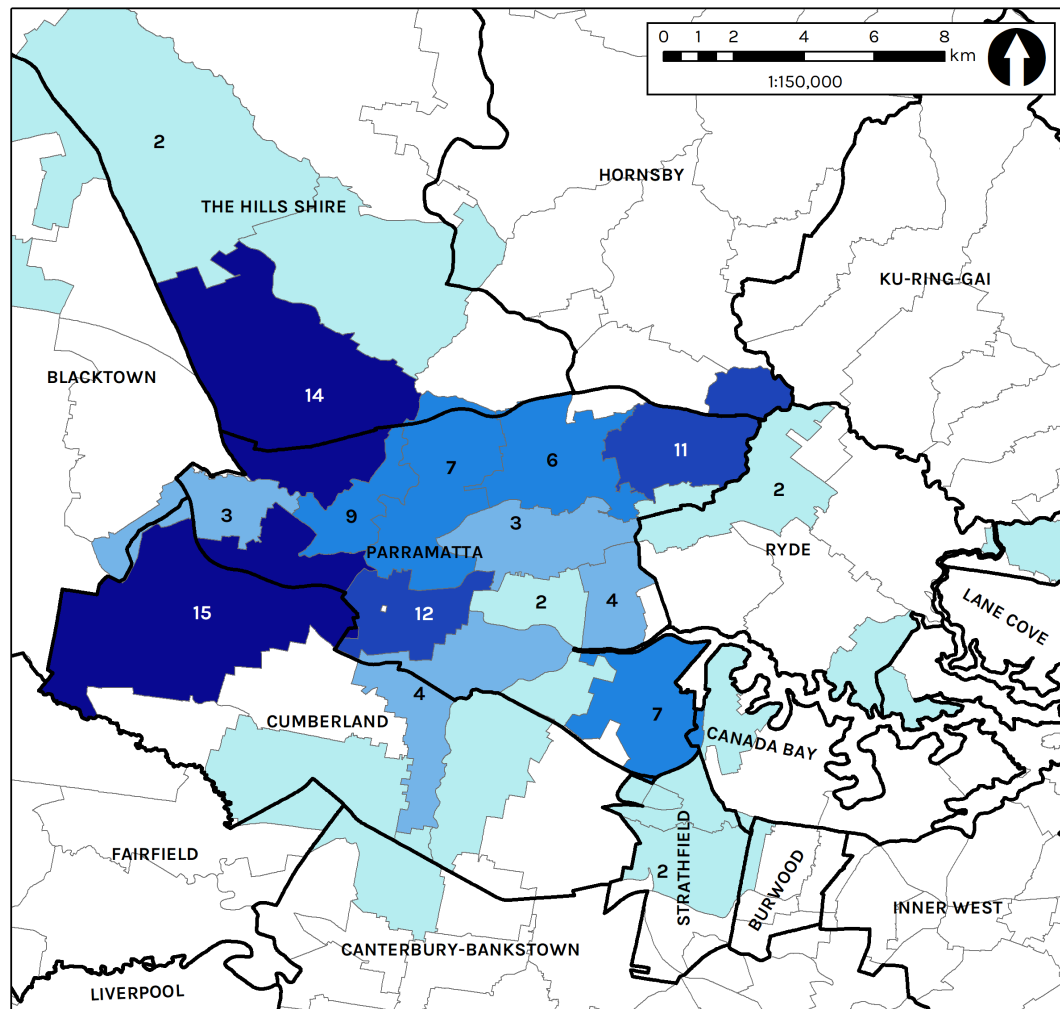 0 1 2 4 6 8
km
1:150,000
2
HORNSBY
THE HILLS SHIRE
KU-RING-GAI
BLACKTOWN
14
11
7
6
2
9
3
3
PARRAMATTA
RYDE
2
4
LANE COVE
15
12
4
7
CUMBERLAND
CANADA BAY
FAIRFIELD
2
STRATHFIELD
BURWOOD
INNER WEST
CANTERBURY-BANKSTOWN
LIVERPOOL